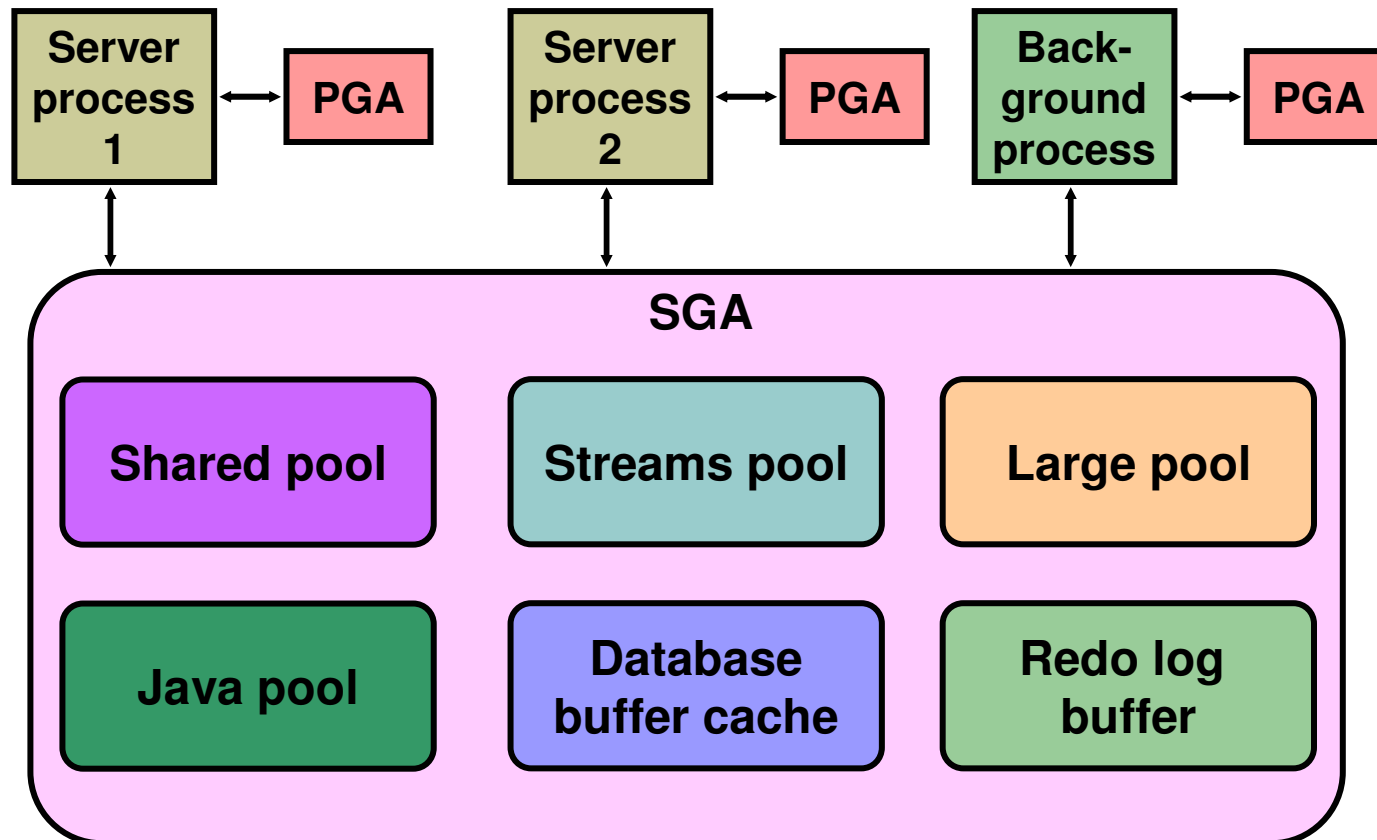 Server
process
1
PGA
Server
process
2
PGA
Back-
ground
process
PGA
SGA
Shared pool
Streams pool
Large pool
Java pool
Database
buffer cache
Redo log
buffer